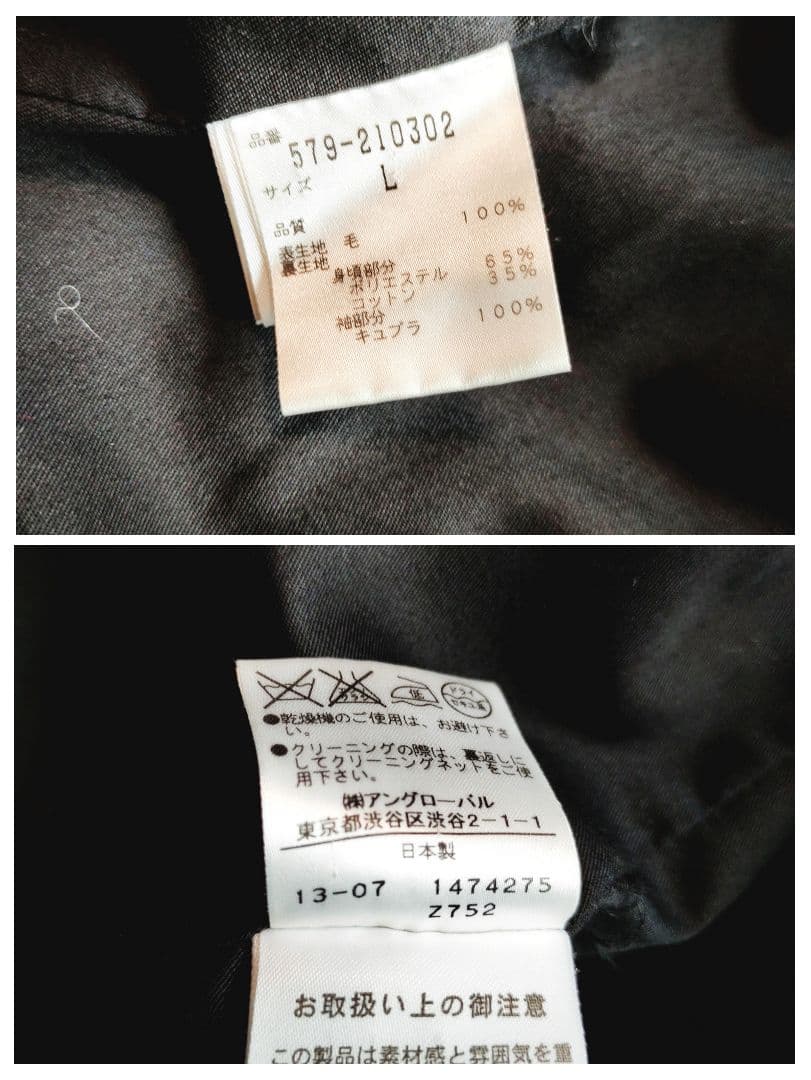 品番 579-210302
サイズ L
品質
表生地 毛 100%
裏生地
身頃部分
ポリエステル 65%
コットン 35%
袖部分
キュプラ 100%
低
ドライ
セキユ系
●乾燥機のご使用は、お避け下さ
い。
●クリーニングの際は、裏返しに
してクリーニングネットをご使
用下さい。
㈱アングローバル
東京都渋谷区渋谷2-1-1
日本製
13-07 1474275
Z752
お取扱い上の御注意
この製品は素材感と雰囲気を重